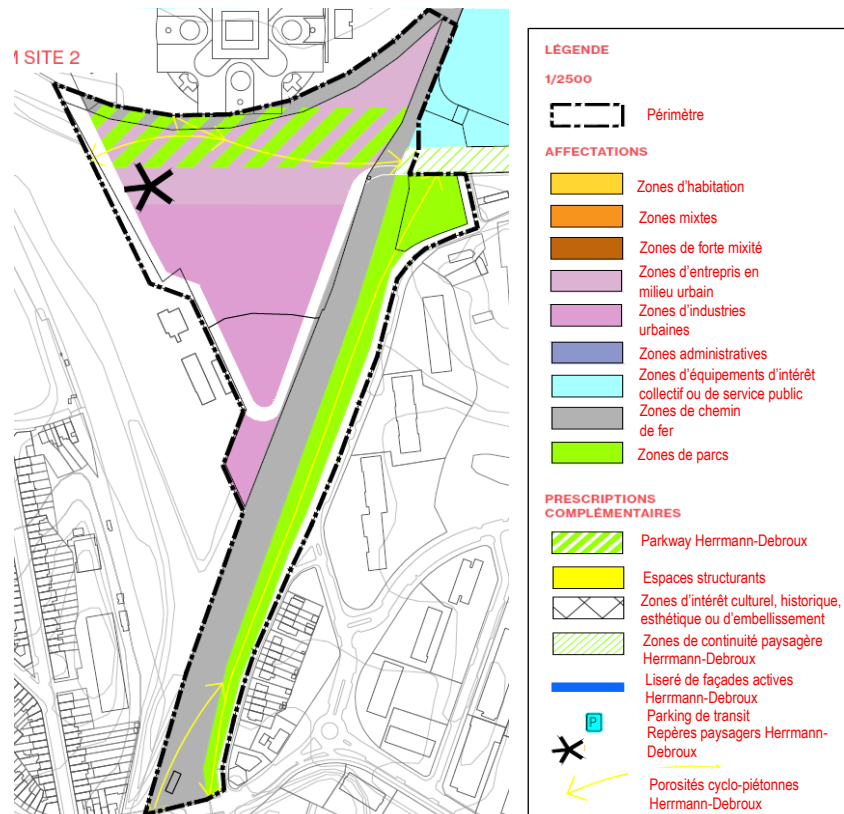 M SITE 2
LÉGENDE
1/2500
Périmètre
AFFECTATIONS
Zones d'habitation
Zones mixtes
Zones de forte mixité
Zones d'entrepris en
milieu urbain
Zones d'industries
urbaines
Zones administratives
Zones d'équipements d'intérêt
collectif ou de service public
Zones de chemin
de fer
Zones de parcs
PRESCRIPTIONS
COMPLÉMENTAIRES
Parkway Herrmann-Debroux
Espaces structurants
Zones d'intérêt culturel, historique,
esthétique ou d'embellissement
Zones de continuité paysagère
Herrmann-Debroux
Liseré de façades actives
Herrmann-Debroux
P
Parking de transit
Repères paysagers Herrmann-
Debroux
Porosités cyclo-piétonnes
Herrmann-Debroux